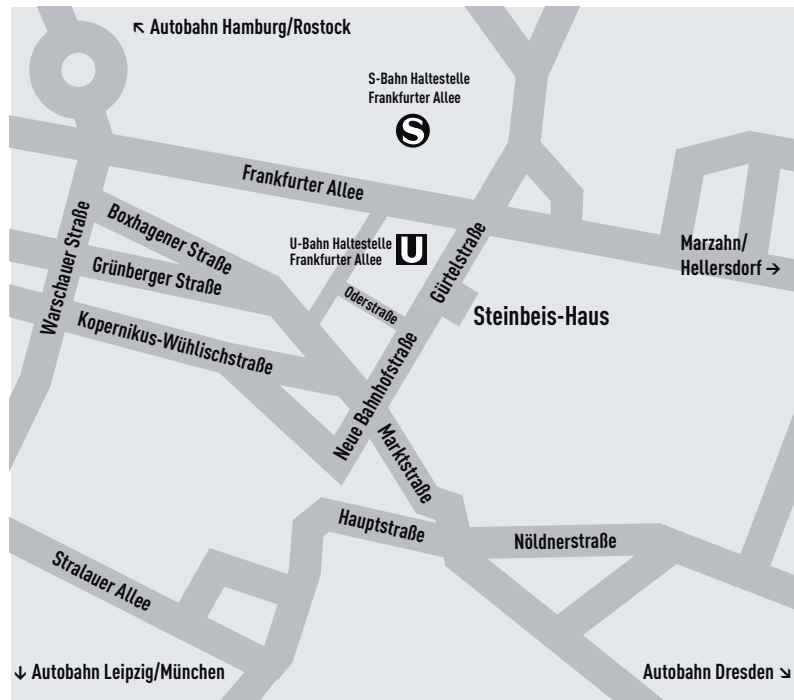 ↖ Autobahn Hamburg/Rostock
S-Bahn Haltestelle
Frankfurter Allee
S
Frankfurter Allee
Boxhagener Straße
U-Bahn Haltestelle
Frankfurter Allee
U
Marzahn/
Hellersdorf →
Grünberger Straße
Warschauer Straße
Gürtelstraße
Oderstraße
Steinbeis-Haus
Kopernikus-Wühlischstraße
Neue Bahnhofstraße
Marktstraße
Hauptstraße
Nöldnerstraße
Stralauer Allee
↓ Autobahn Leipzig/München
Autobahn Dresden ↘